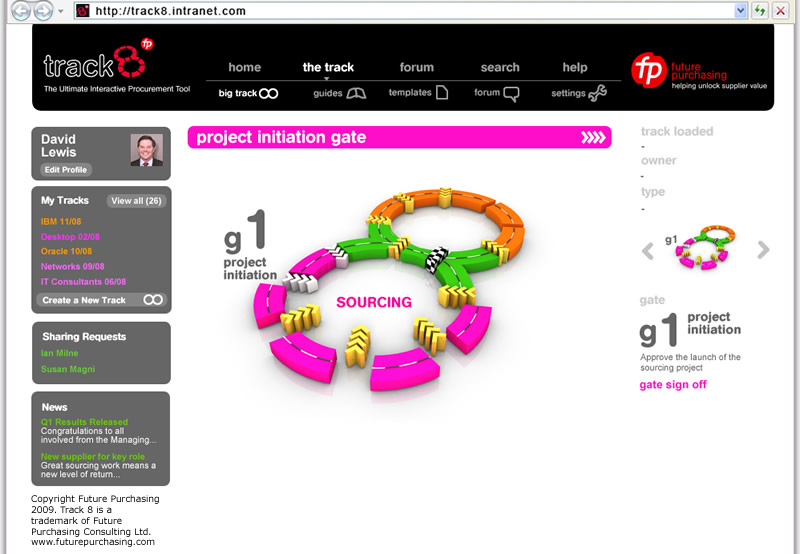 http://track8.intranet.com
track8 fp
The Ultimate Interactive Procurement Tool
home
the track
forum
search
help
big track
guides
templates
forum
settings
fp
future
purchasing
helping unlock supplier value
David
Lewis
Edit Profile
My Tracks
View all (26)
IBM 11/08
Desktop 02/08
Oracle 10/08
Networks 09/08
IT Consultants 06/08
Create a New Track
Sharing Requests
Ian Milne
Susan Magni
News
Q1 Results Released
Congratulations to all
involved from the Managing...
New supplier for key role
Great sourcing work means a
new level of return...
Copyright Future Purchasing
2009. Track 8 is a
trademark of Future
Purchasing Consulting Ltd.
www.futurepurchasing.com
project initiation gate
g1
project
initiation
SOURCING
track loaded
-
owner
-
type
-
g1
gate
g1 project
initiation
Approve the launch of the
sourcing project
gate sign off